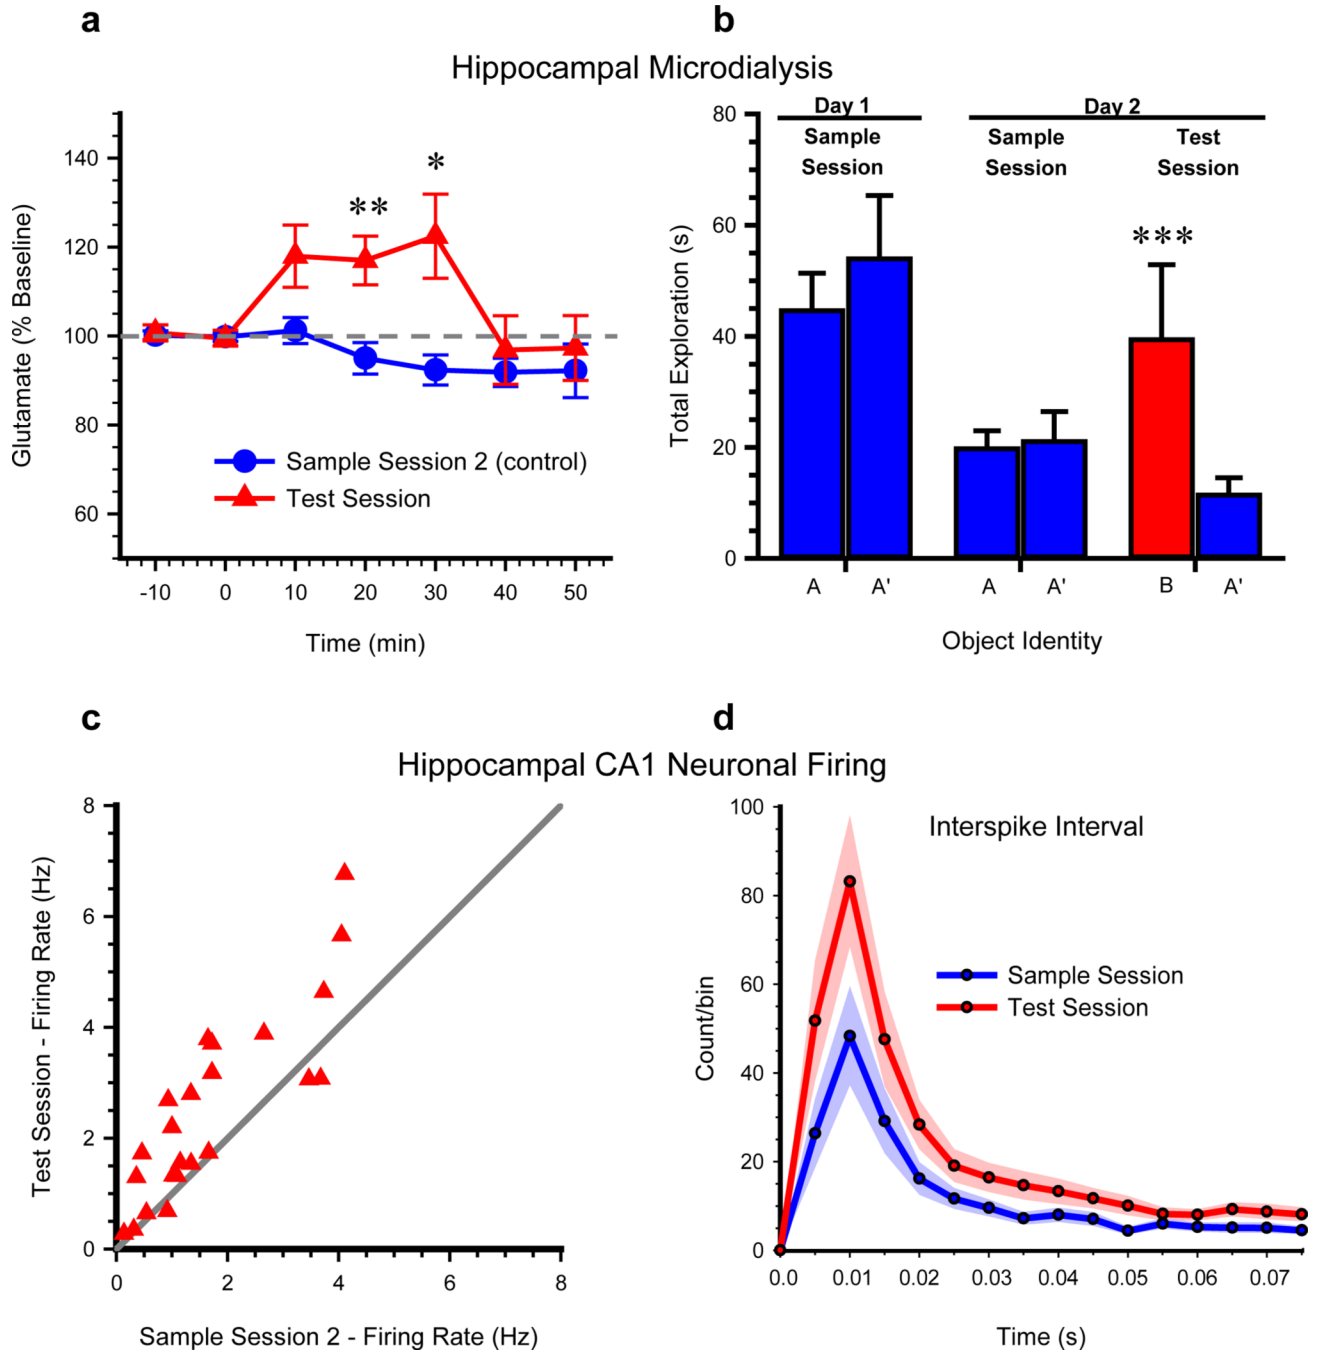 a
b
Hippocampal Microdialysis
Glutamate (% Baseline)
140
120
100
80
60
*
**
Sample Session 2 (control)
Test Session
-10 0 10 20 30 40 50
Time (min)
Total Exploration (s)
80
60
40
20
0
Day 1
Day 2
Sample
Session
Sample
Session
Test
Session
***
A A' A A' B A'
Object Identity
c
d
Hippocampal CA1 Neuronal Firing
Test Session - Firing Rate (Hz)
8
6
4
2
0
0 2 4 6 8
Sample Session 2 - Firing Rate (Hz)
Count/bin
100
80
60
40
20
0
Interspike Interval
Sample Session
Test Session
0.0 0.01 0.02 0.03 0.04 0.05 0.06 0.07
Time (s)